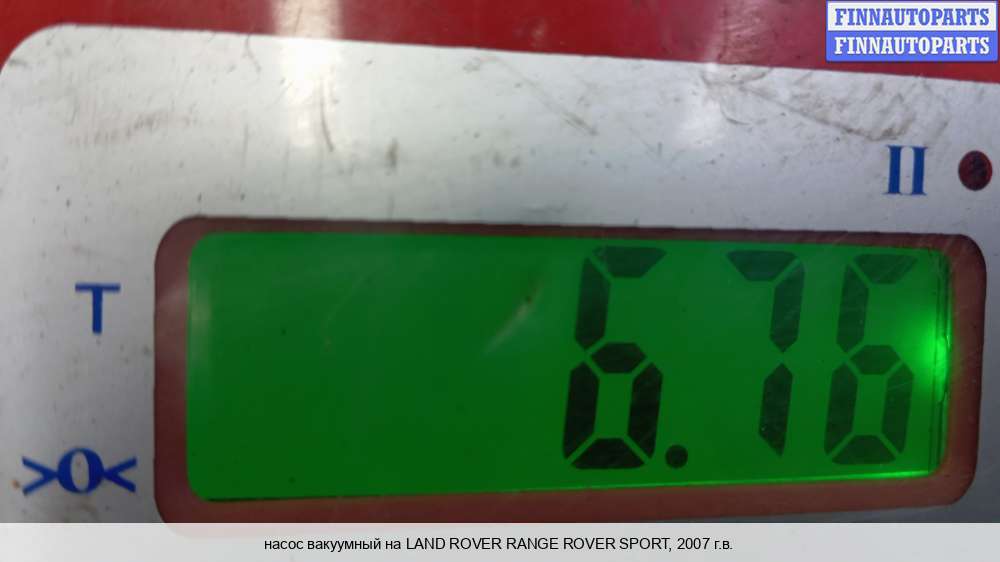 FINNAUTOPARTS
FINNAUTOPARTS
II
T
6.76
>0<
насос вакуумный на LAND ROVER RANGE ROVER SPORT, 2007 г.в.